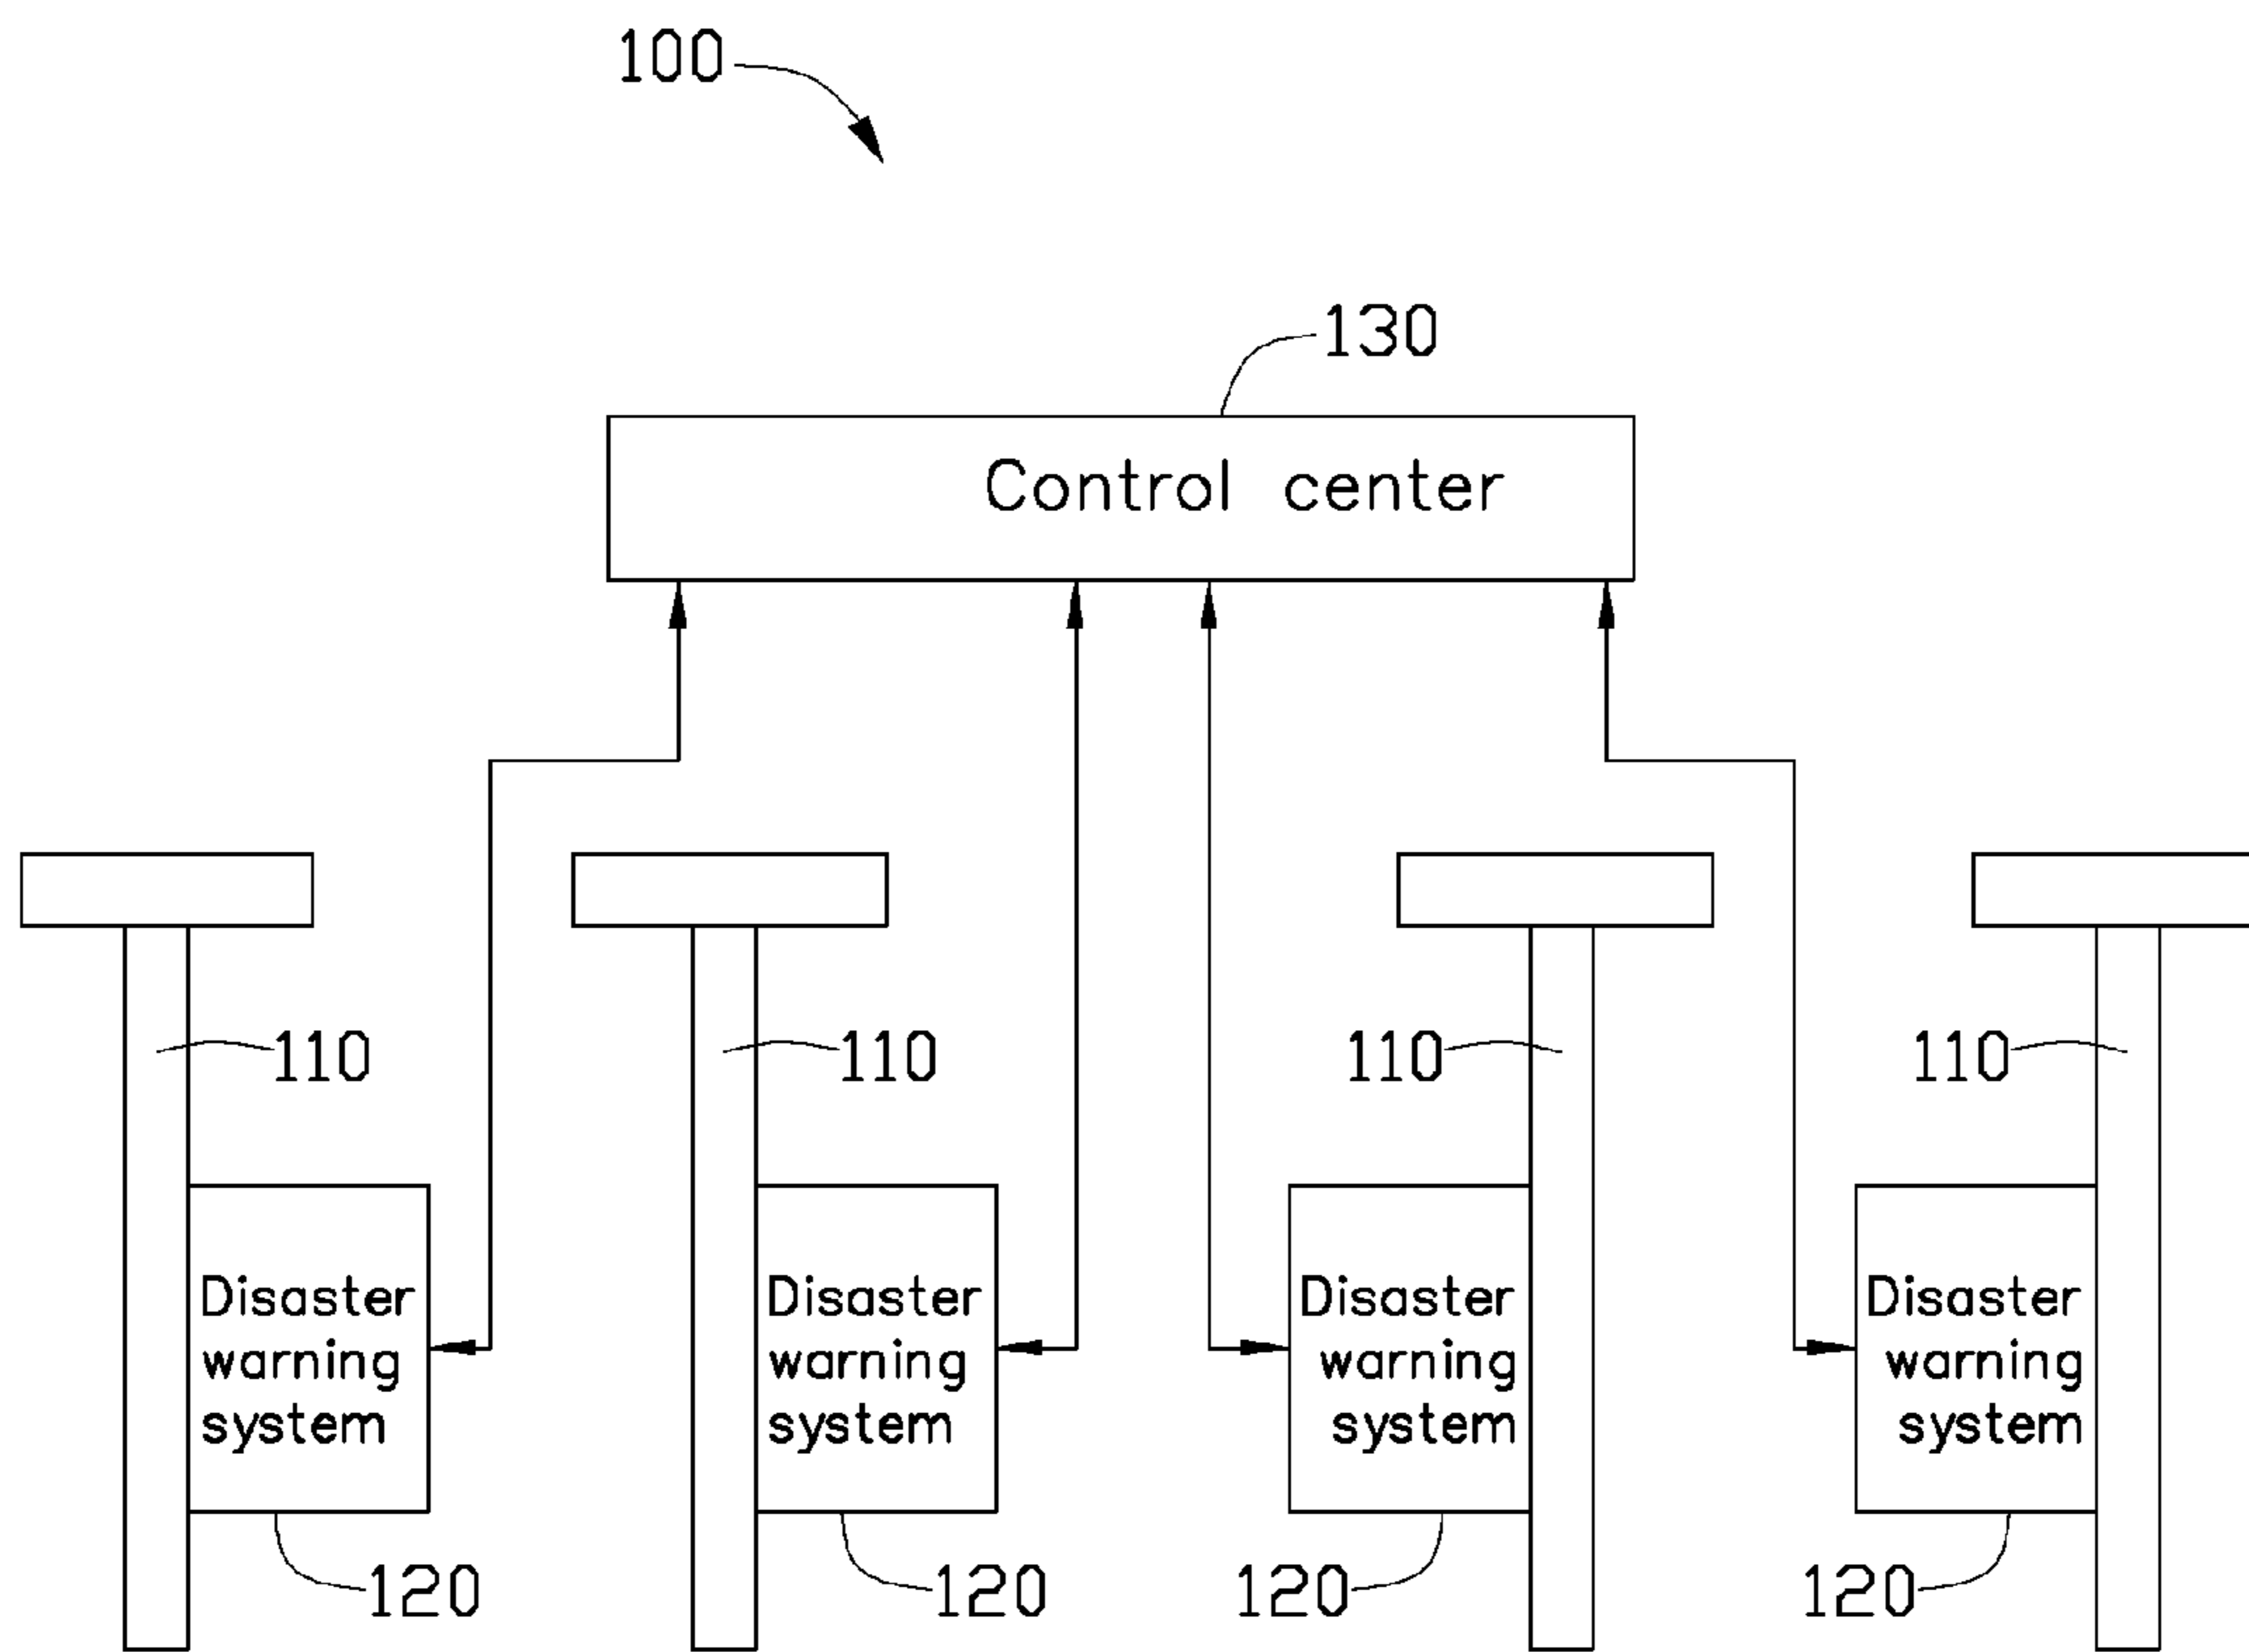 100
130
Control center
110 110 110 110
Disaster Disaster Disaster Disaster
warning warning warning warning
system system system system
120 120 120 120